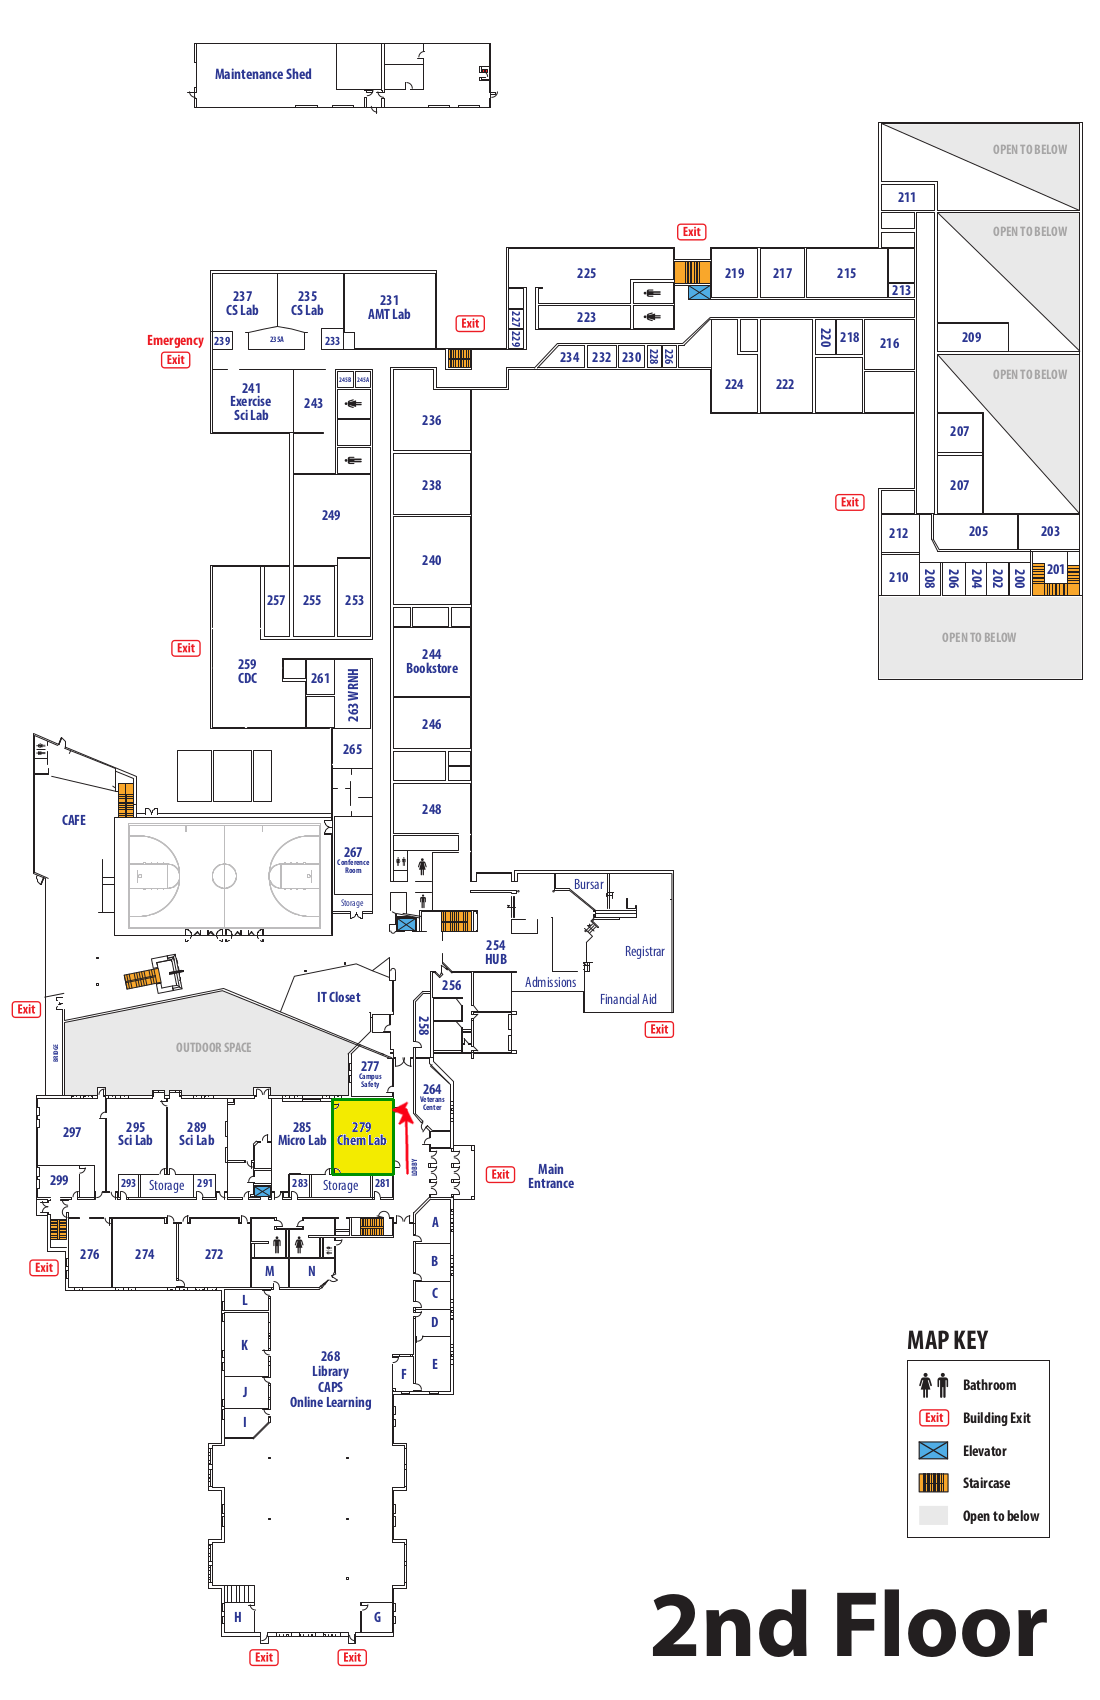 Maintenance Shed
OPEN TO BELOW
211
OPEN TO BELOW
Exit
225
219
217
215
213
237
CS Lab
235
CS Lab
231
AMT Lab
Exit
227
229
223
220
218
216
209
Emergency
Exit
239
235A
233
234
232
230
228
226
224
222
OPEN TO BELOW
241
Exercise
Sci Lab
243
245B
245A
236
207
238
207
Exit
249
212
205
203
240
257
255
253
210
208
206
204
202
200
201
OPEN TO BELOW
Exit
259
CDC
261
263 WRNH
244
Bookstore
246
265
CAFE
248
267
Conference
Room
Storage
Bursar
254
HUB
Registrar
Admissions
256
Financial Aid
Exit
IT Closet
258
Exit
BRIDGE
OUTDOOR SPACE
277
Campus
Safety
264
Veterans
Center
297
295
Sci Lab
289
Sci Lab
285
Micro Lab
279
Chem Lab
LOBBY
Exit
Main
Entrance
299
293
Storage
291
283
Storage
281
276
274
272
M
N
A
B
C
D
E
F
Exit
L
K
J
I
268
Library
CAPS
Online Learning
H
G
Exit
Exit
MAP KEY
Bathroom
Exit
Building Exit
Elevator
Staircase
Open to below
2nd Floor